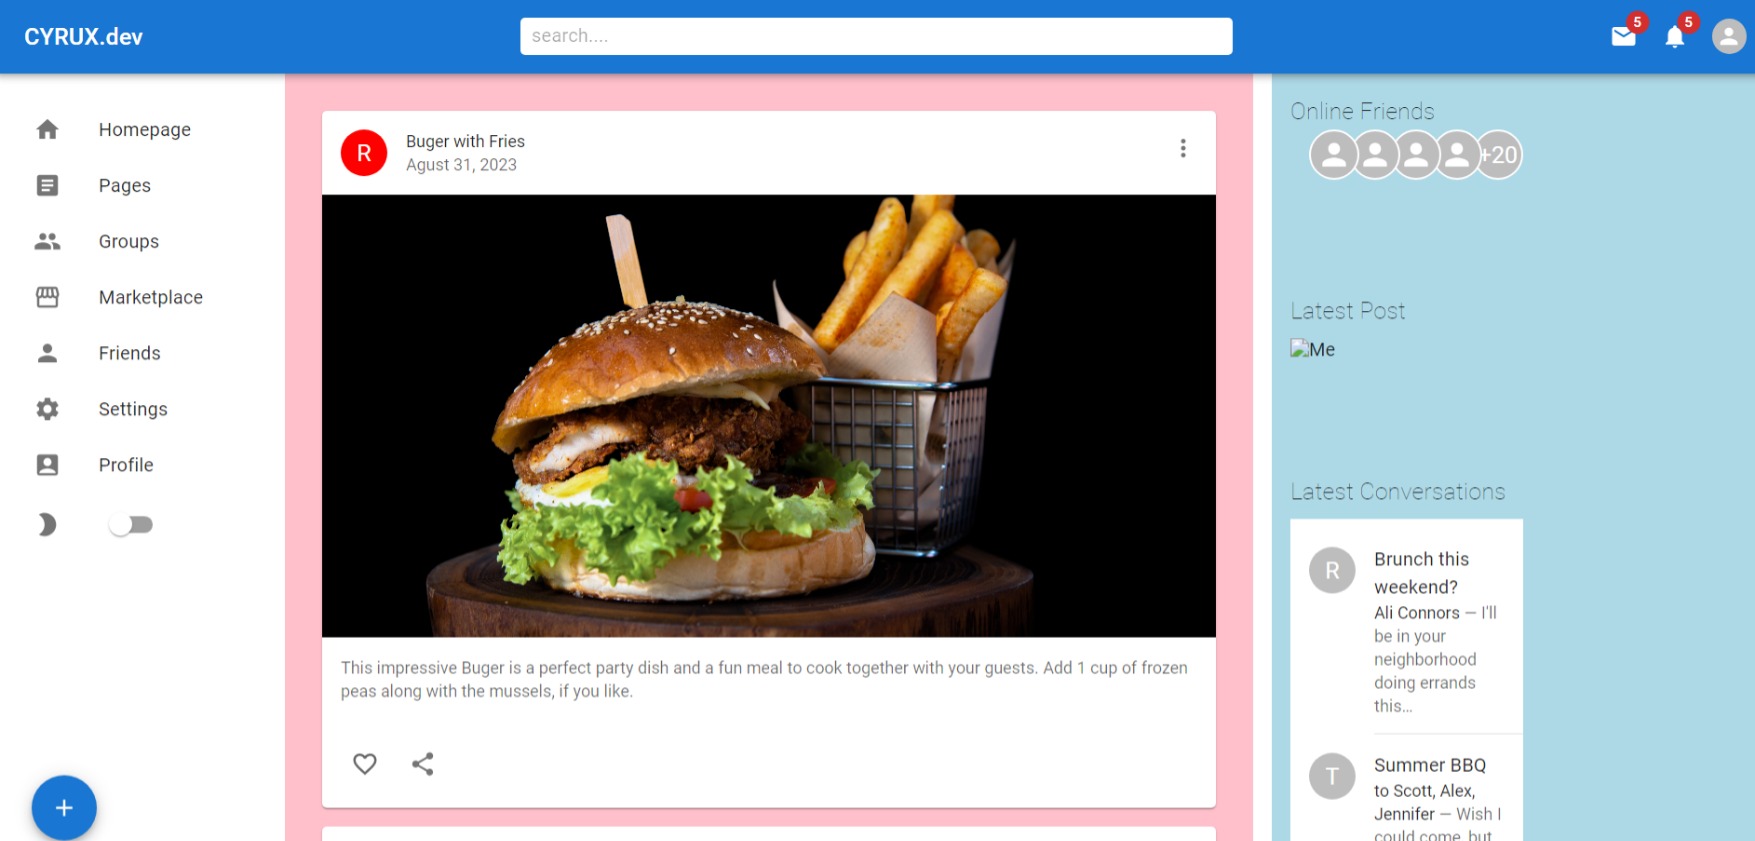 CYRUX.dev
search....
5
5
Homepage
Pages
Groups
Marketplace
Friends
Settings
Profile
R
Buger with Fries
Agust 31, 2023
This impressive Buger is a perfect party dish and a fun meal to cook together with your guests. Add 1 cup of frozen
peas along with the mussels, if you like.
Online Friends
+20
Latest Post
Me
Latest Conversations
R
Brunch this
weekend?
Ali Connors — I'll
be in your
neighborhood
doing errands
this...
T
Summer BBQ
to Scott, Alex,
Jennifer — Wish I
could come, but